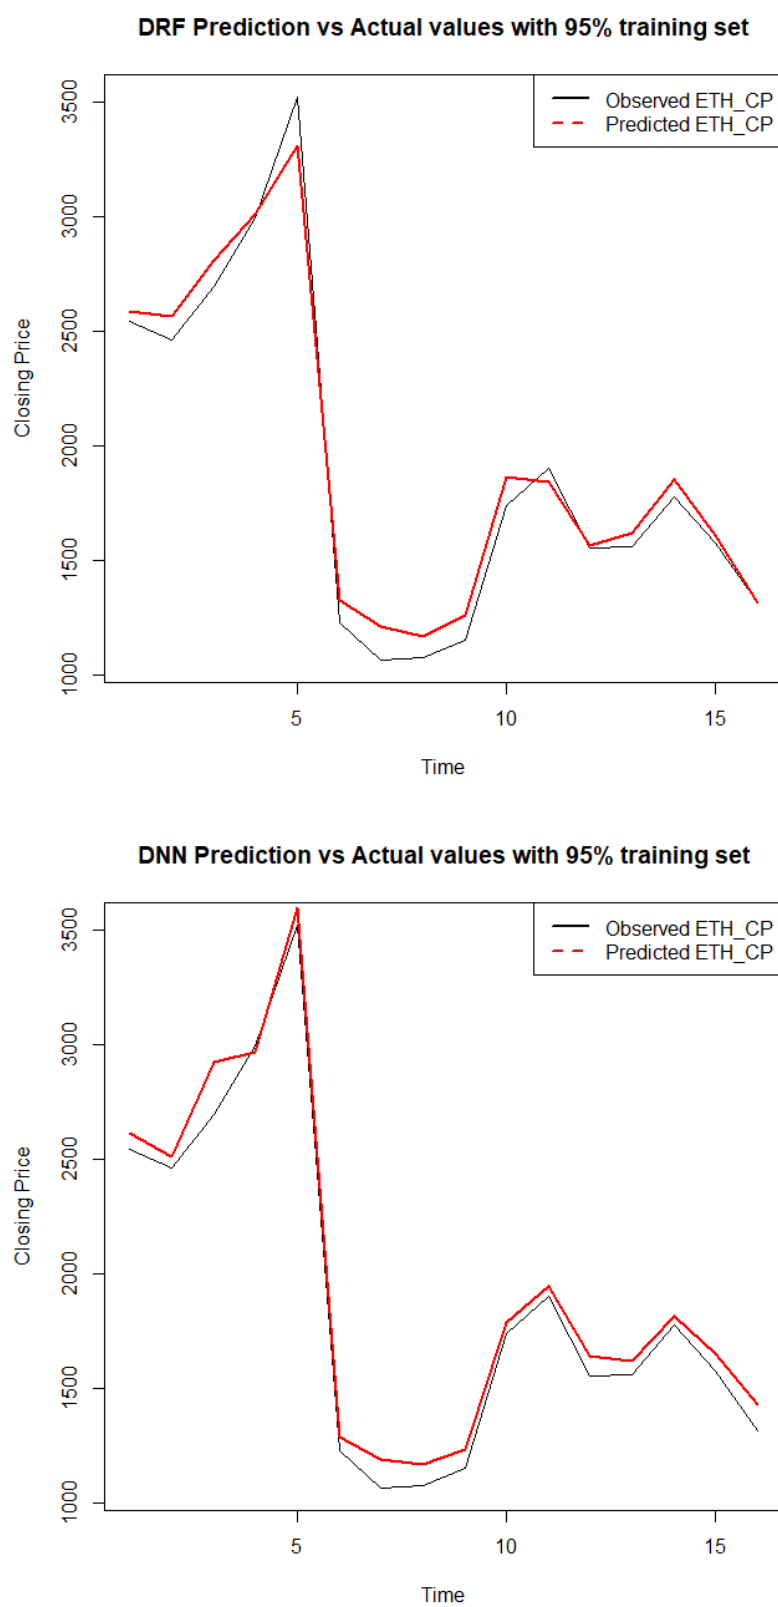 DRF Prediction vs Actual values with 95% training set
Observed ETH_CP
Predicted ETH_CP
3500
3000
2500
2000
1500
1000
Closing Price
5 10 15
Time
DNN Prediction vs Actual values with 95% training set
Observed ETH_CP
Predicted ETH_CP
3500
3000
2500
2000
1500
1000
Closing Price
5 10 15
Time